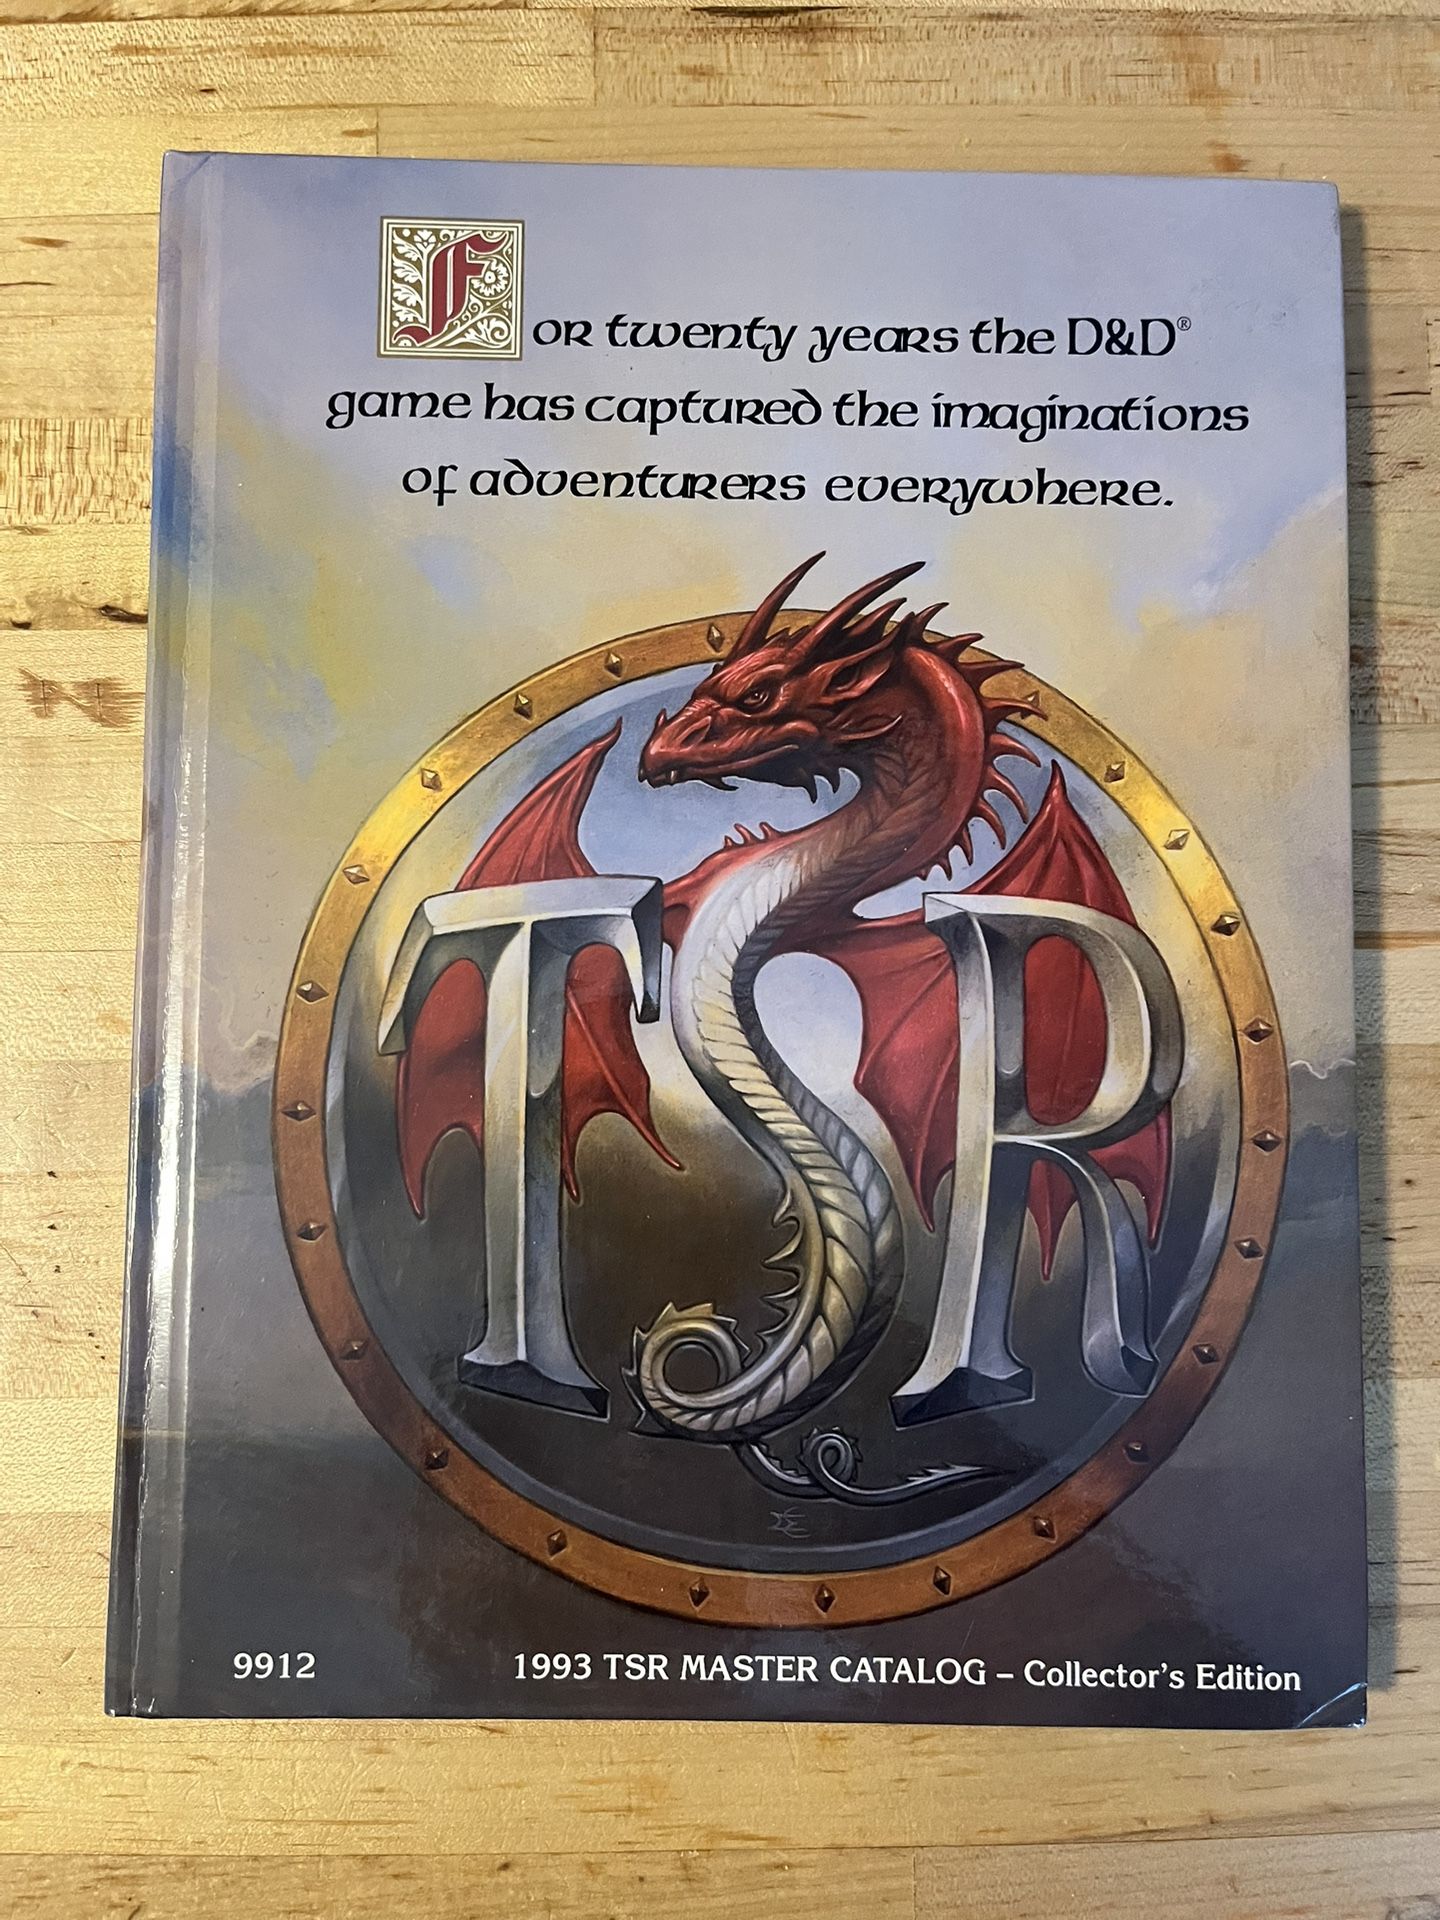 For twenty years the D&D®
game has captured the imaginations
of adventurers everywhere.
TSR
9912
1993 TSR MASTER CATALOG – Collector's Edition